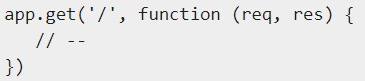 app.get('/', function (req, res) {
   // --
})